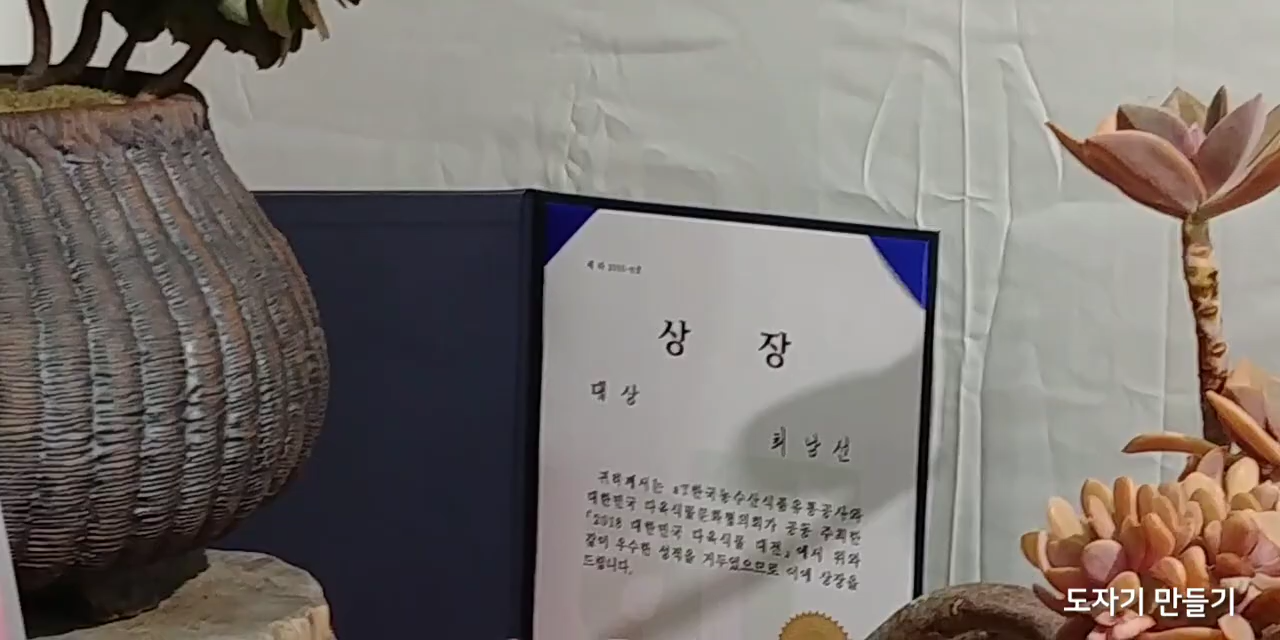 상 장
대 상
귀하께서는 aT한국농수산식품유통공사와
대한민국 다육식물문화협의회가 공동 주최한
「2018 대한민국 다육식물 대전」에서 위와
같이 우수한 성적을 거두었으므로 이에 상장을
드립니다.
도자기 만들기